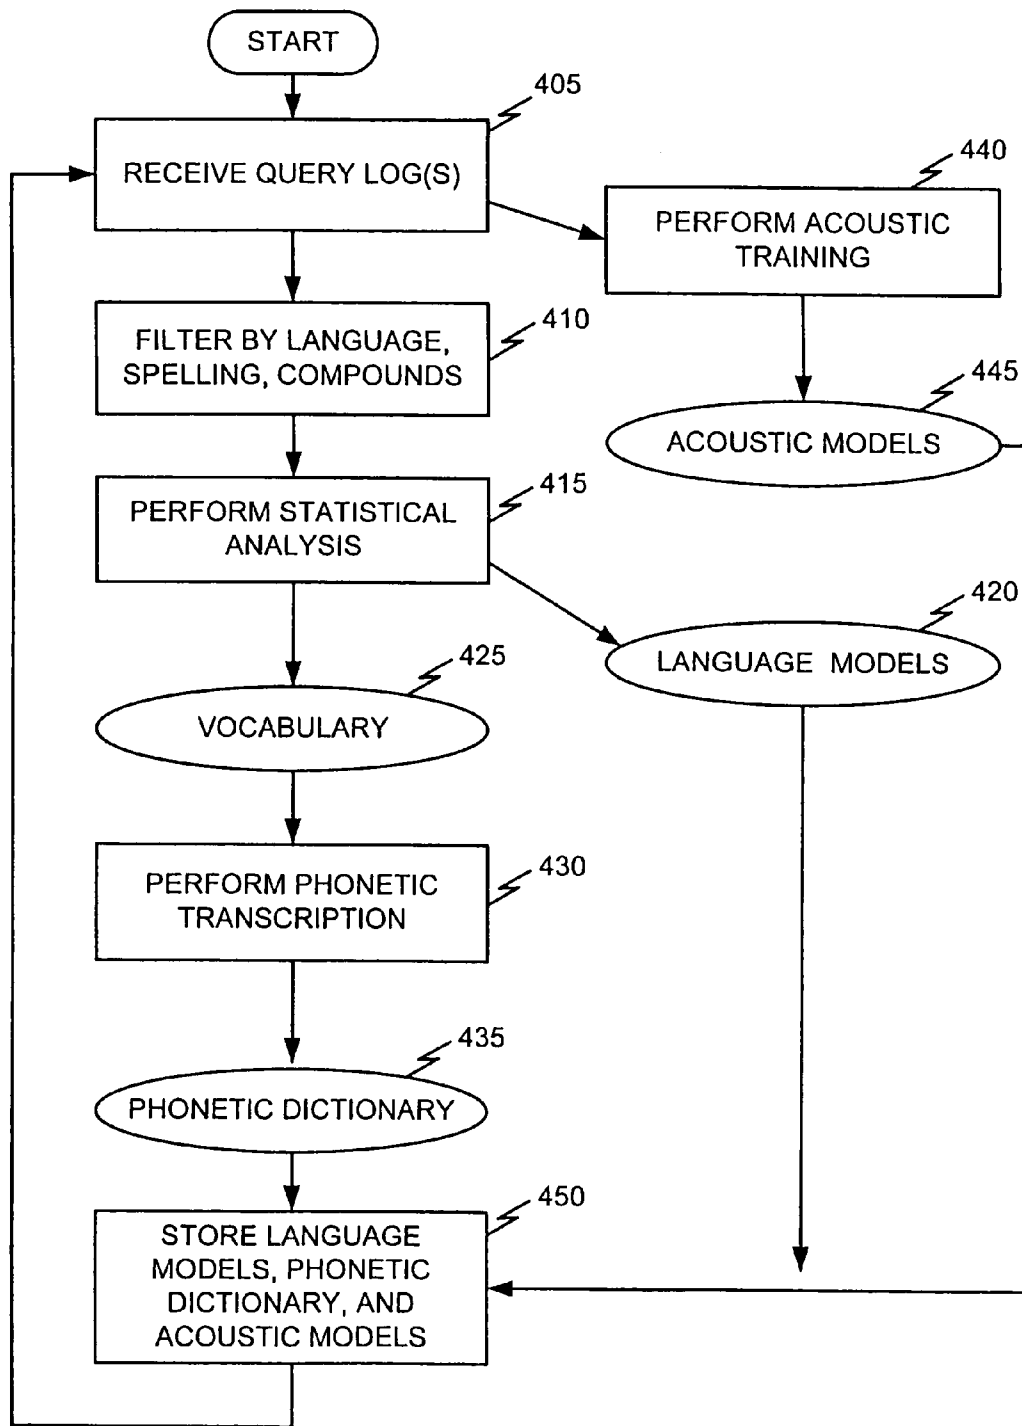 START
405
RECEIVE QUERY LOG(S)
440
PERFORM ACOUSTIC
TRAINING
410
FILTER BY LANGUAGE,
SPELLING, COMPOUNDS
445
ACOUSTIC MODELS
415
PERFORM STATISTICAL
ANALYSIS
420
LANGUAGE MODELS
425
VOCABULARY
430
PERFORM PHONETIC
TRANSCRIPTION
435
PHONETIC DICTIONARY
450
STORE LANGUAGE
MODELS, PHONETIC
DICTIONARY, AND
ACOUSTIC MODELS